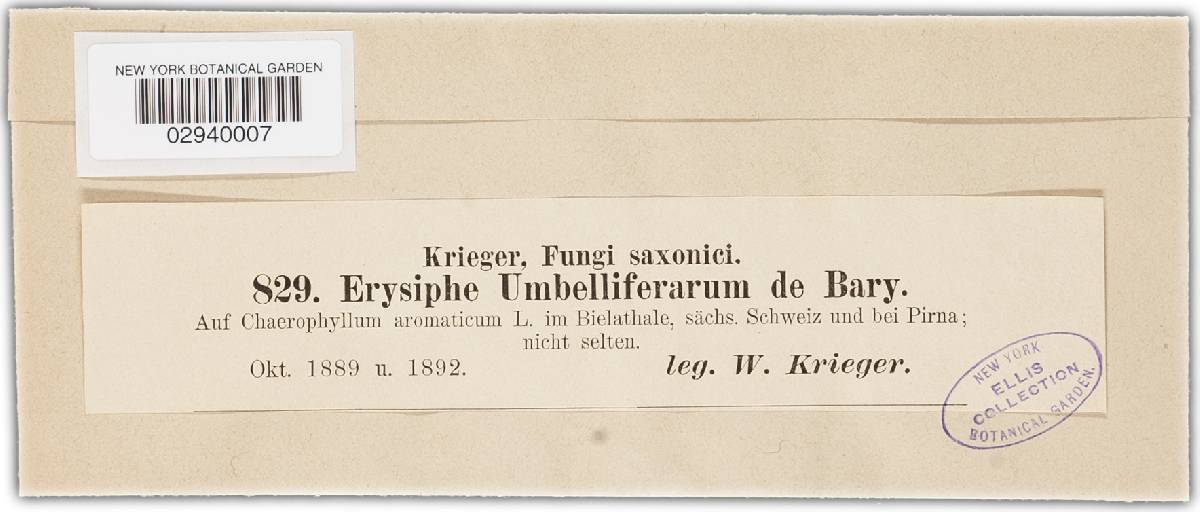 NEW YORK BOTANICAL GARDEN
02940007
Krieger, Fungi saxonici.
829. Erysiphe Umbelliferarum de Bary.
Auf Chaerophyllum aromaticum L. im Bielathale, sächs. Schweiz und bei Pirna;
nicht selten.
Okt. 1889 u. 1892. leg. W. Krieger.
NEW YORK
ELLIS
COLLECTION
BOTANICAL GARDEN.